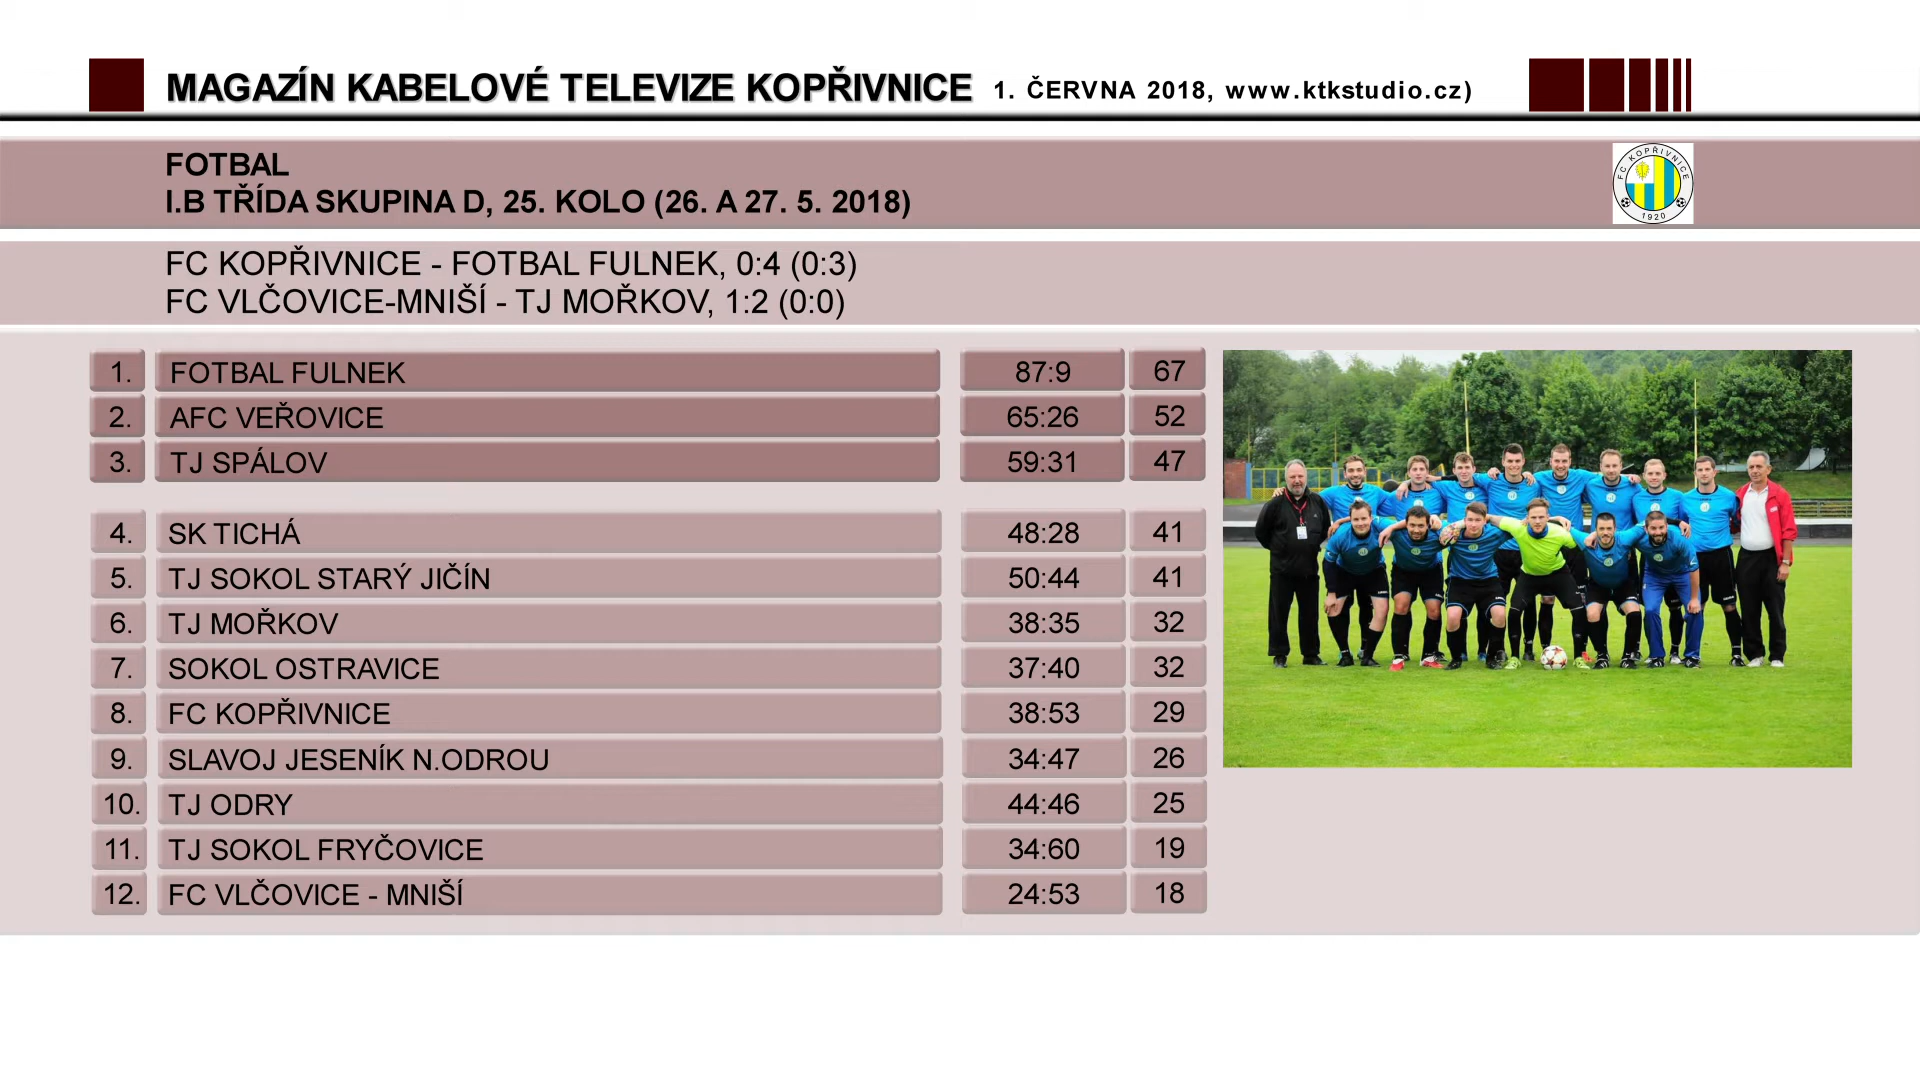 MAGAZÍN KABELOVÉ TELEVIZE KOPŘIVNICE 1. ČERVNA 2018, www.ktkstudio.cz)
FOTBAL
I.B TŘÍDA SKUPINA D, 25. KOLO (26. A 27. 5. 2018)
FC KOPŘIVNICE
1920
FC KOPŘIVNICE - FOTBAL FULNEK, 0:4 (0:3)
FC VLČOVICE-MNIŠÍ - TJ MOŘKOV, 1:2 (0:0)
1. FOTBAL FULNEK 87:9 67
2. AFC VEŘOVICE 65:26 52
3. TJ SPÁLOV 59:31 47
4. SK TICHÁ 48:28 41
5. TJ SOKOL STARÝ JIČÍN 50:44 41
6. TJ MOŘKOV 38:35 32
7. SOKOL OSTRAVICE 37:40 32
8. FC KOPŘIVNICE 38:53 29
9. SLAVOJ JESENÍK N.ODROU 34:47 26
10. TJ ODRY 44:46 25
11. TJ SOKOL FRYČOVICE 34:60 19
12. FC VLČOVICE - MNIŠÍ 24:53 18